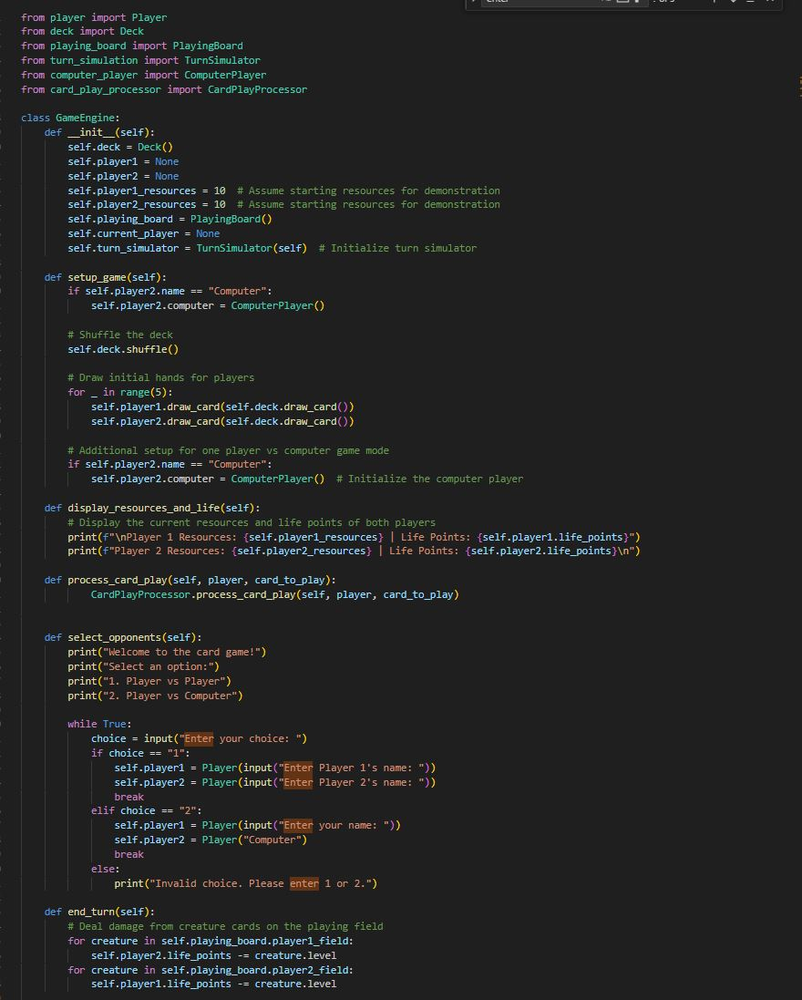 enter
from player import Player
from deck import Deck
from playing_board import PlayingBoard
from turn_simulation import TurnSimulator
from computer_player import ComputerPlayer
from card_play_processor import CardPlayProcessor
class GameEngine:
    def __init__(self):
        self.deck = Deck()
        self.player1 = None
        self.player2 = None
        self.player1_resources = 10  # Assume starting resources for demonstration
        self.player2_resources = 10  # Assume starting resources for demonstration
        self.playing_board = PlayingBoard()
        self.current_player = None
        self.turn_simulator = TurnSimulator(self)  # Initialize turn simulator
    def setup_game(self):
        if self.player2.name == "Computer":
            self.player2.computer = ComputerPlayer()
        # Shuffle the deck
        self.deck.shuffle()
        # Draw initial hands for players
        for _ in range(5):
            self.player1.draw_card(self.deck.draw_card())
            self.player2.draw_card(self.deck.draw_card())
        # Additional setup for one player vs computer game mode
        if self.player2.name == "Computer":
            self.player2.computer = ComputerPlayer()  # Initialize the computer player
    def display_resources_and_life(self):
        # Display the current resources and life points of both players
        print(f"\nPlayer 1 Resources: {self.player1_resources} | Life Points: {self.player1.life_points}")
        print(f"Player 2 Resources: {self.player2_resources} | Life Points: {self.player2.life_points}\n")
    def process_card_play(self, player, card_to_play):
            CardPlayProcessor.process_card_play(self, player, card_to_play)
    def select_opponents(self):
        print("Welcome to the card game!")
        print("Select an option:")
        print("1. Player vs Player")
        print("2. Player vs Computer")
        while True:
            choice = input("Enter your choice: ")
            if choice == "1":
                self.player1 = Player(input("Enter Player 1's name: "))
                self.player2 = Player(input("Enter Player 2's name: "))
                break
            elif choice == "2":
                self.player1 = Player(input("Enter your name: "))
                self.player2 = Player("Computer")
                break
            else:
                print("Invalid choice. Please enter 1 or 2.")
    def end_turn(self):
        # Deal damage from creature cards on the playing field
        for creature in self.playing_board.player1_field:
            self.player2.life_points -= creature.level
        for creature in self.playing_board.player2_field:
            self.player1.life_points -= creature.level